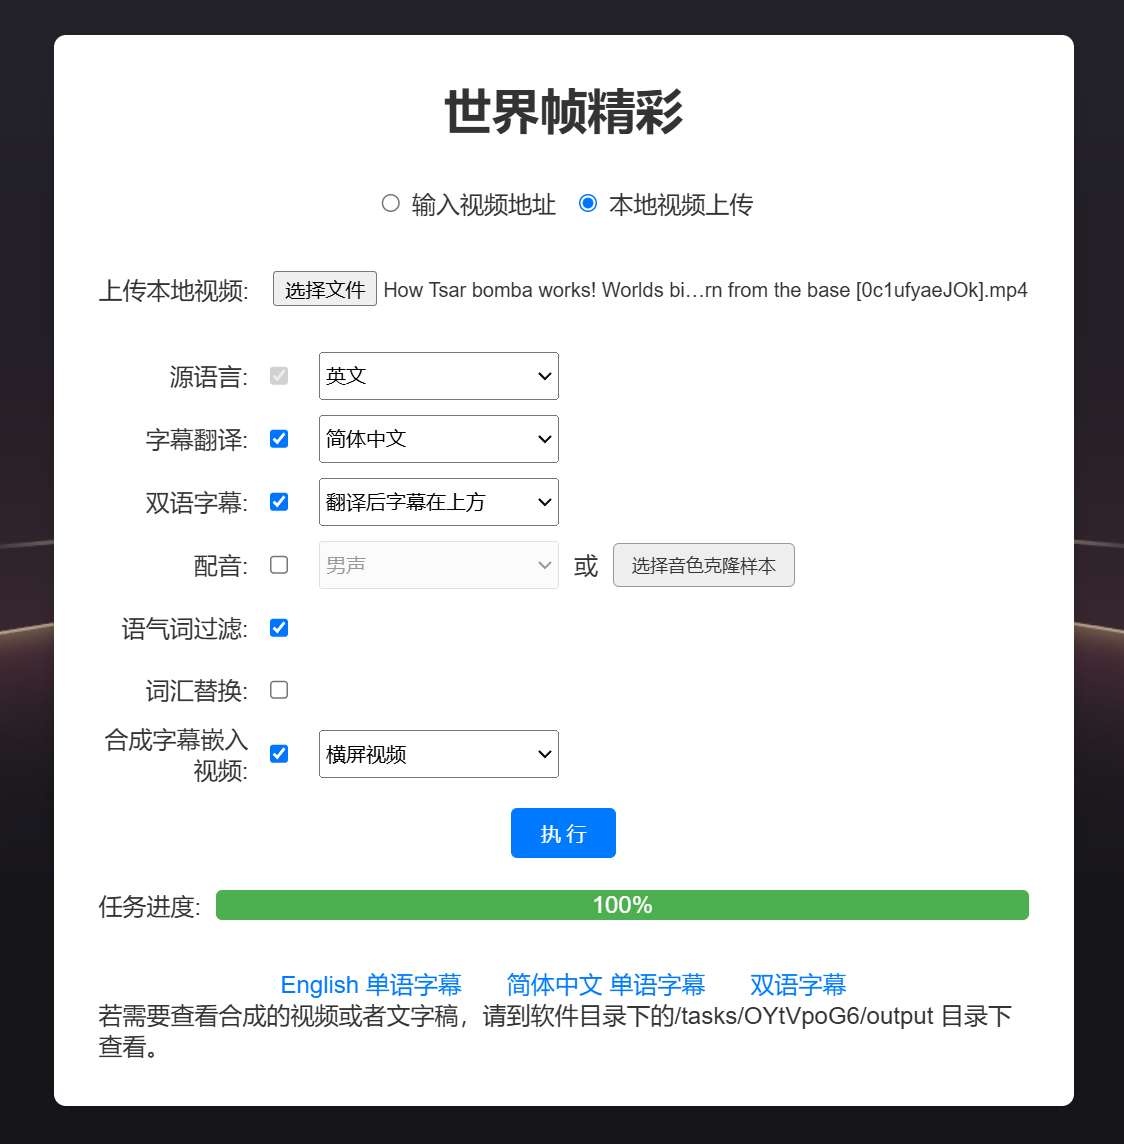 世界帧精彩
输入视频地址 本地视频上传
上传本地视频: 选择文件 How Tsar bomba works! Worlds bi…rn from the base [0c1ufyaeJOk].mp4
源语言: 英文
字幕翻译: 简体中文
双语字幕: 翻译后字幕在上方
配音: 男声 或 选择音色克隆样本
语气词过滤:
词汇替换:
合成字幕嵌入
视频: 横屏视频
执 行
任务进度: 100%
English 单语字幕 简体中文 单语字幕 双语字幕
若需要查看合成的视频或者文字稿，请到软件目录下的/tasks/OYtVpoG6/output 目录下
查看。